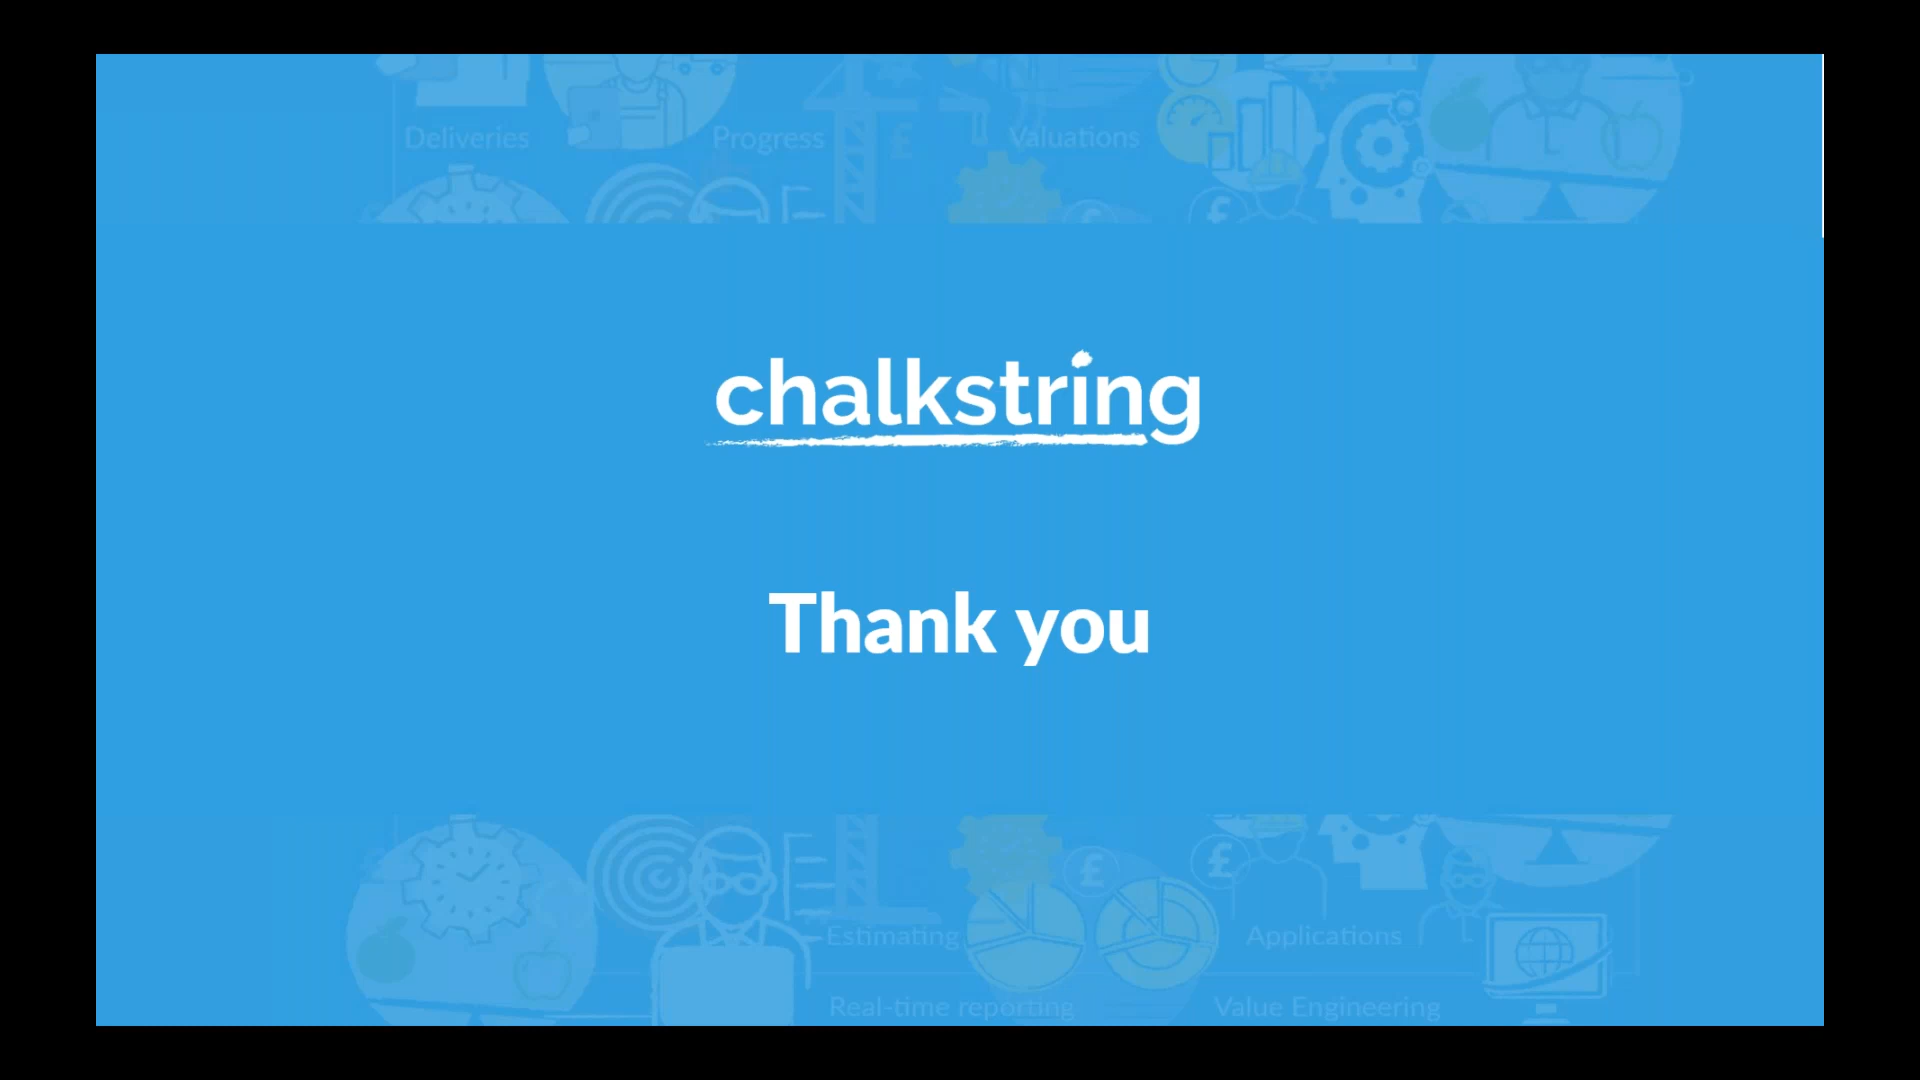 Deliveries
Progress
£
Valuations
£
£
chalkstring
Thank you
£
£
Estimating
Applications
Real-time reporting
Value Engineering